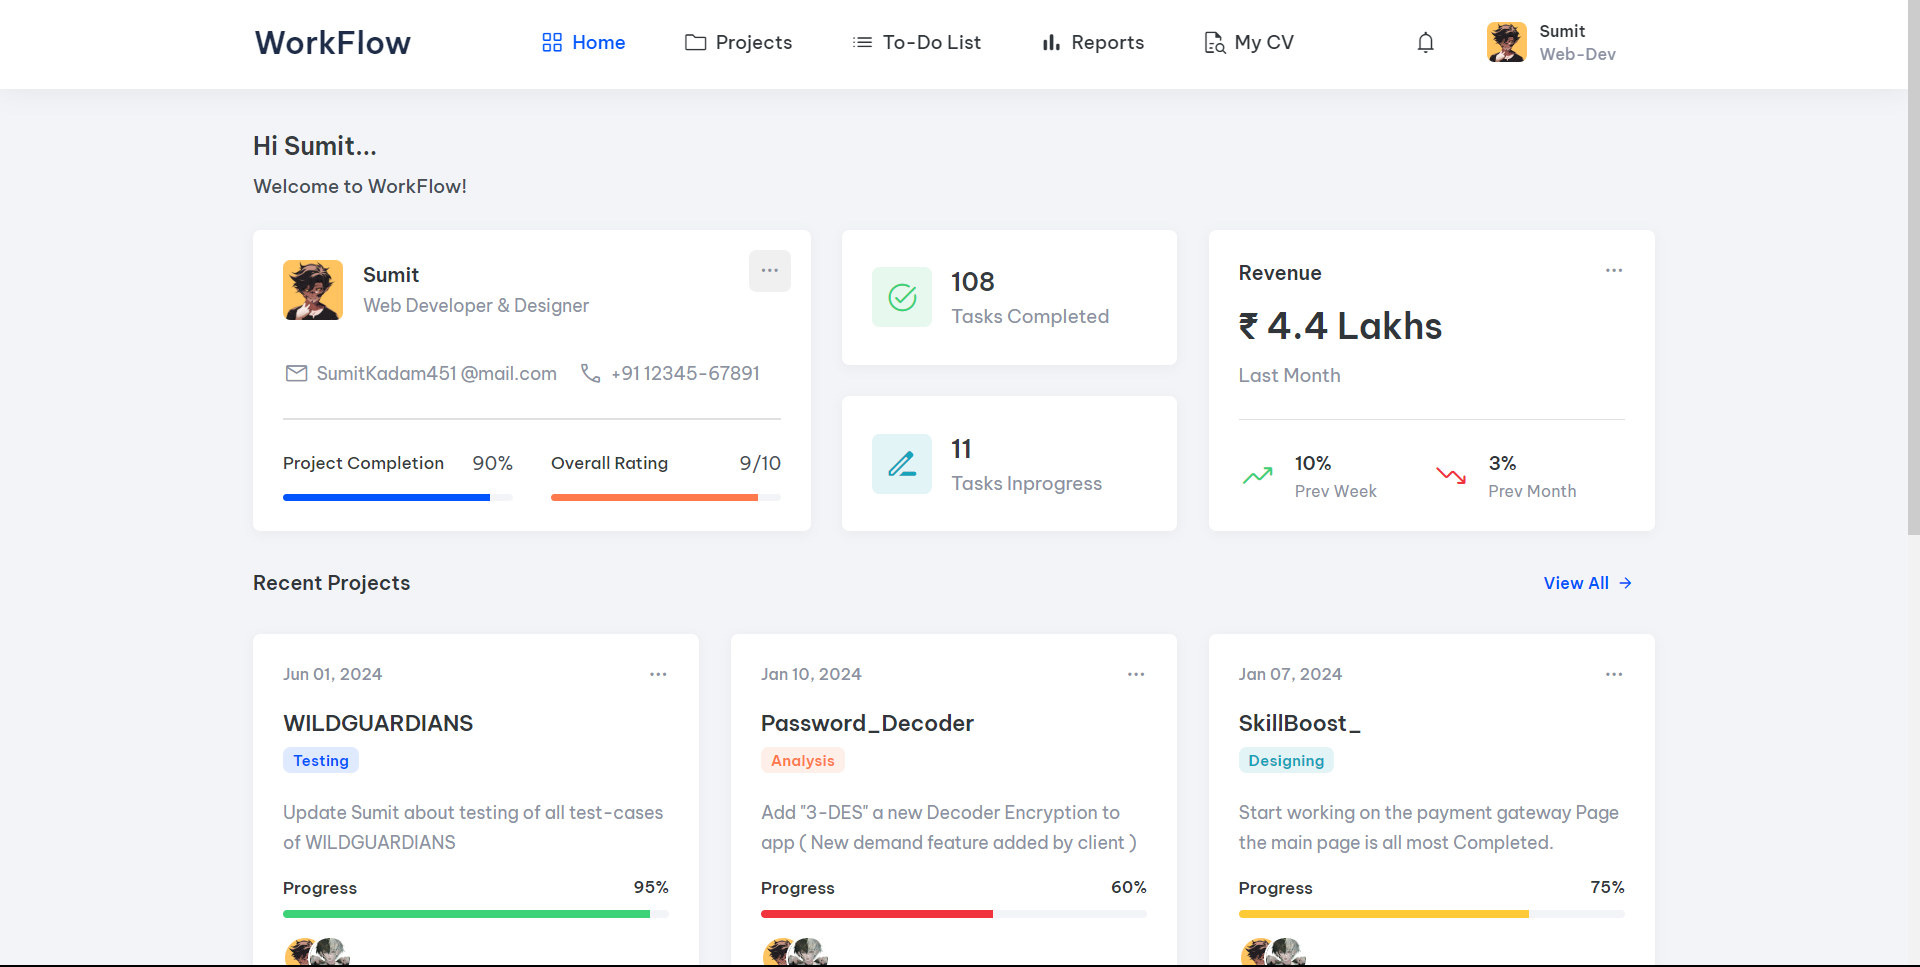 WorkFlow
Home
Projects
To-Do List
Reports
My CV
Sumit
Web-Dev
Hi Sumit...
Welcome to WorkFlow!
Sumit
Web Developer & Designer
SumitKadam451 @mail.com
+91 12345-67891
Project Completion 90%
Overall Rating 9/10
108
Tasks Completed
11
Tasks Inprogress
Revenue
₹ 4.4 Lakhs
Last Month
10%
Prev Week
3%
Prev Month
Recent Projects
View All
Jun 01, 2024
WILDGUARDIANS
Testing
Update Sumit about testing of all test-cases
of WILDGUARDIANS
Progress 95%
Jan 10, 2024
Password_Decoder
Analysis
Add "3-DES" a new Decoder Encryption to
app ( New demand feature added by client )
Progress 60%
Jan 07, 2024
SkillBoost_
Designing
Start working on the payment gateway Page
the main page is all most Completed.
Progress 75%